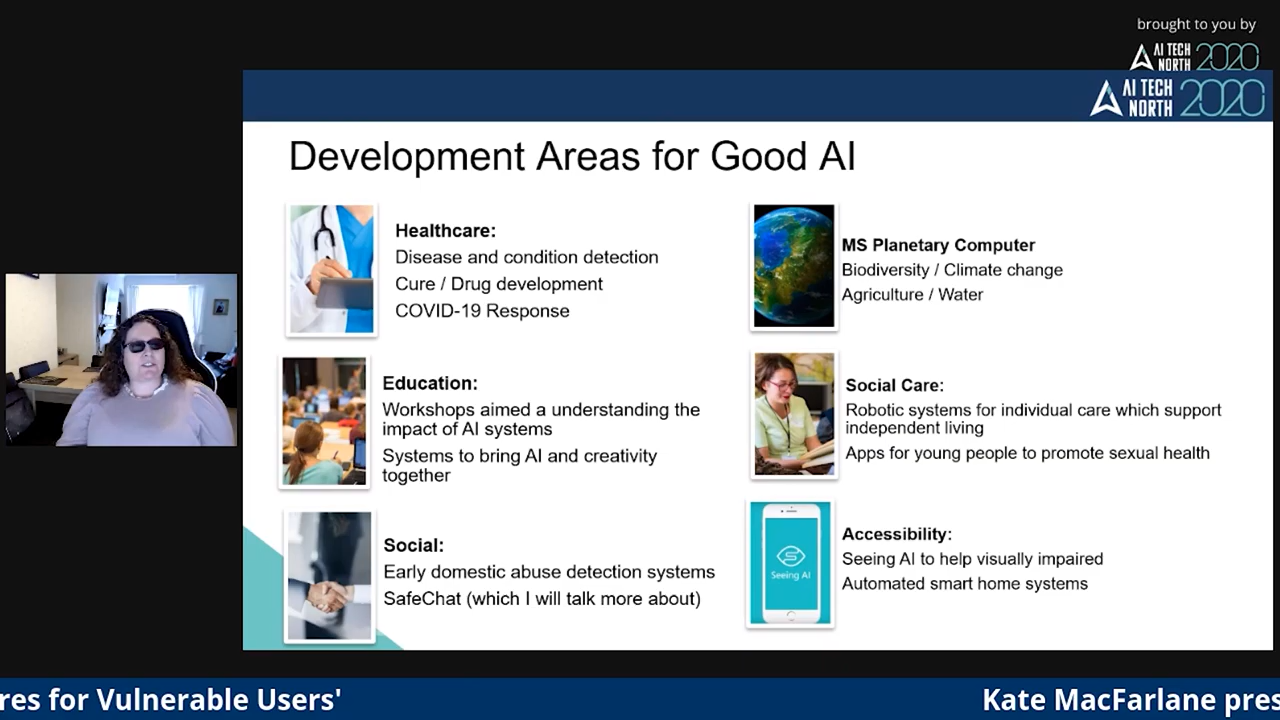 brought to you by
AI TECH
NORTH 2020
AI TECH
NORTH 2020
Development Areas for Good AI
Healthcare:
Disease and condition detection
Cure / Drug development
COVID-19 Response
MS Planetary Computer
Biodiversity / Climate change
Agriculture / Water
Education:
Workshops aimed a understanding the
impact of AI systems
Systems to bring AI and creativity
together
Social Care:
Robotic systems for individual care which support
independent living
Apps for young people to promote sexual health
Social:
Early domestic abuse detection systems
SafeChat (which I will talk more about)
Seeing AI
Accessibility:
Seeing AI to help visually impaired
Automated smart home systems
res for Vulnerable Users' Kate MacFarlane pres